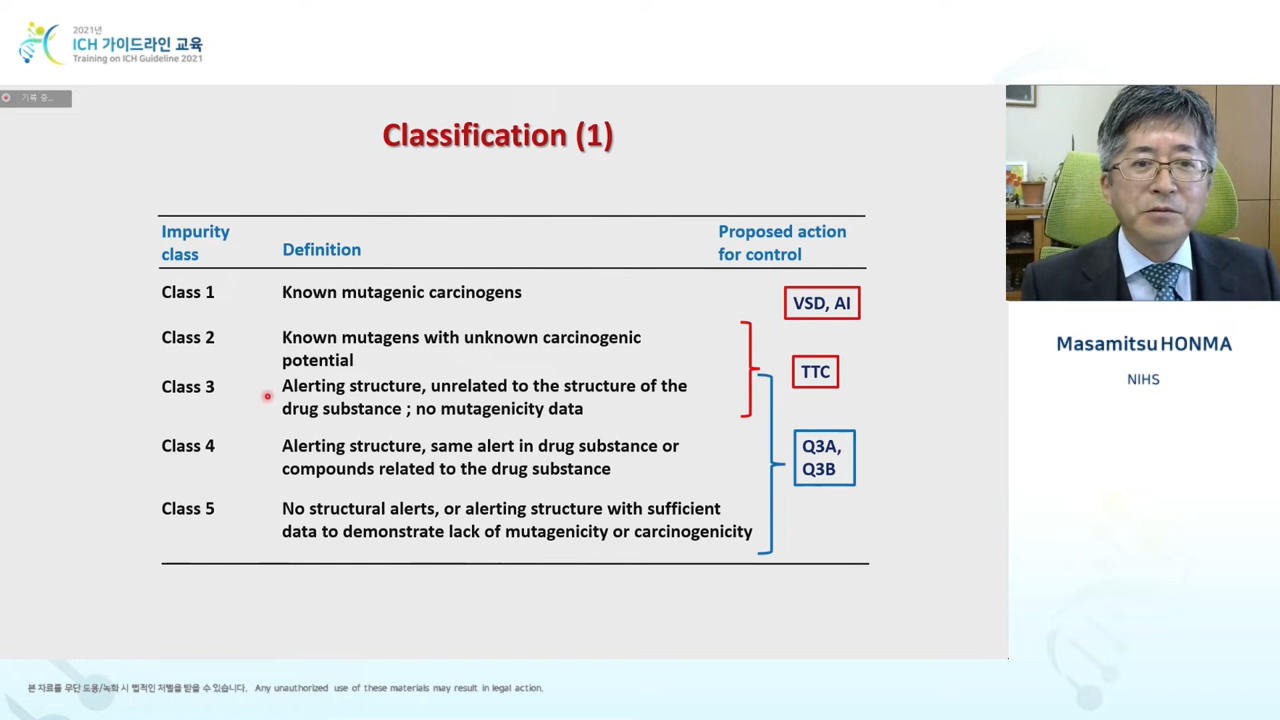 2021년
ICH 가이드라인 교육
Training on ICH Guideline 2021
기록 중...
Classification (1)
Impurity class
Definition
Proposed action for control
Class 1
Known mutagenic carcinogens
VSD, AI
Class 2
Known mutagens with unknown carcinogenic
potential
TTC
Class 3
Alerting structure, unrelated to the structure of the
drug substance ; no mutagenicity data
Class 4
Alerting structure, same alert in drug substance or
compounds related to the drug substance
Q3A,
Q3B
Class 5
No structural alerts, or alerting structure with sufficient
data to demonstrate lack of mutagenicity or carcinogenicity
Masamitsu HONMA
NIHS
본 자료를 무단 도용/녹화 시 법적인 처벌을 받을 수 있습니다. Any unauthorized use of these materials may result in legal action.